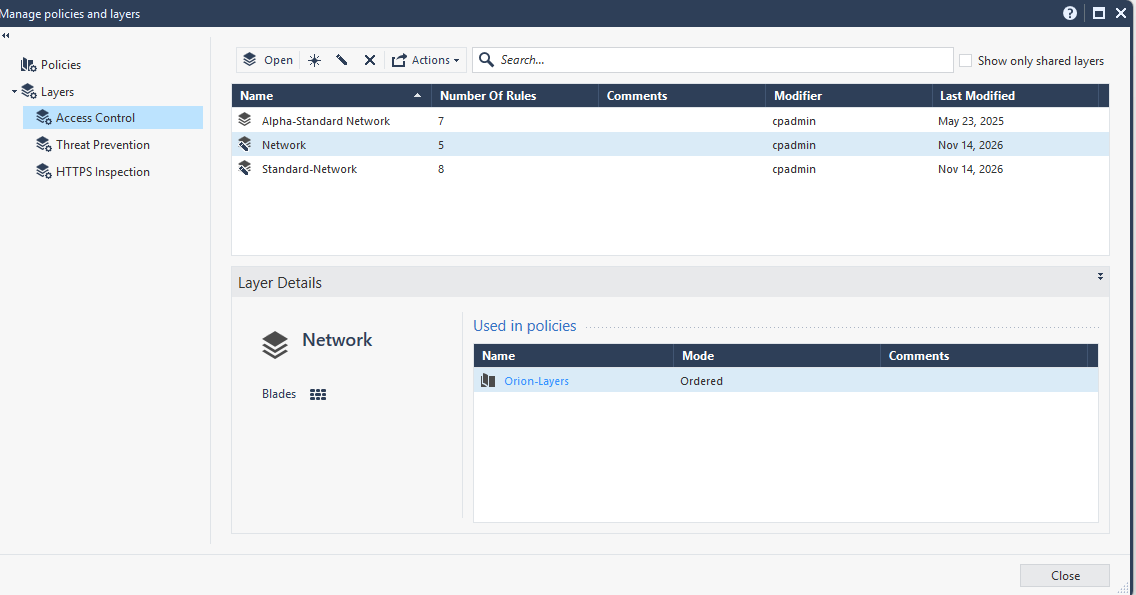 Manage policies and layers
Policies
Layers
Access Control
Threat Prevention
HTTPS Inspection
Open Actions Search... Show only shared layers
Name Number Of Rules Comments Modifier Last Modified
Alpha-Standard Network 7 cpadmin May 23, 2025
Network 5 cpadmin Nov 14, 2026
Standard-Network 8 cpadmin Nov 14, 2026
Layer Details
Network
Blades
Used in policies
Name Mode Comments
Orion-Layers Ordered
Close